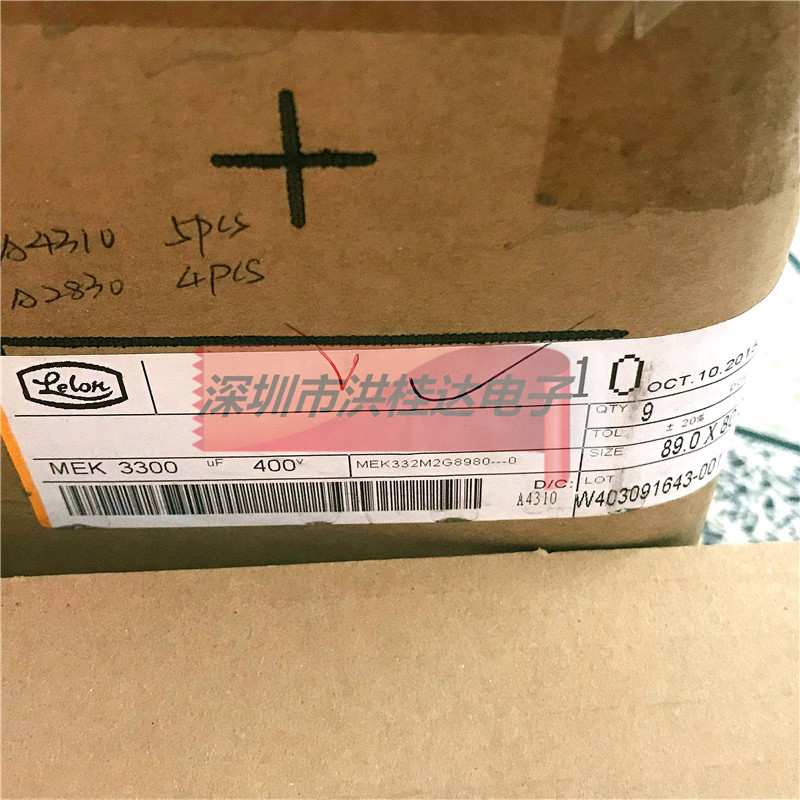 A4310 5pcs
A2830 4pcs
Lelon
10 OCT.10.201
深圳市洪桂达电子
QTY. 9
TOL. ± 20%
SIZE: 89.0 X 80
MEK 3300 uF 400V
MEK332M2G8980---0
D/C: A4310
LOT W403091643-001